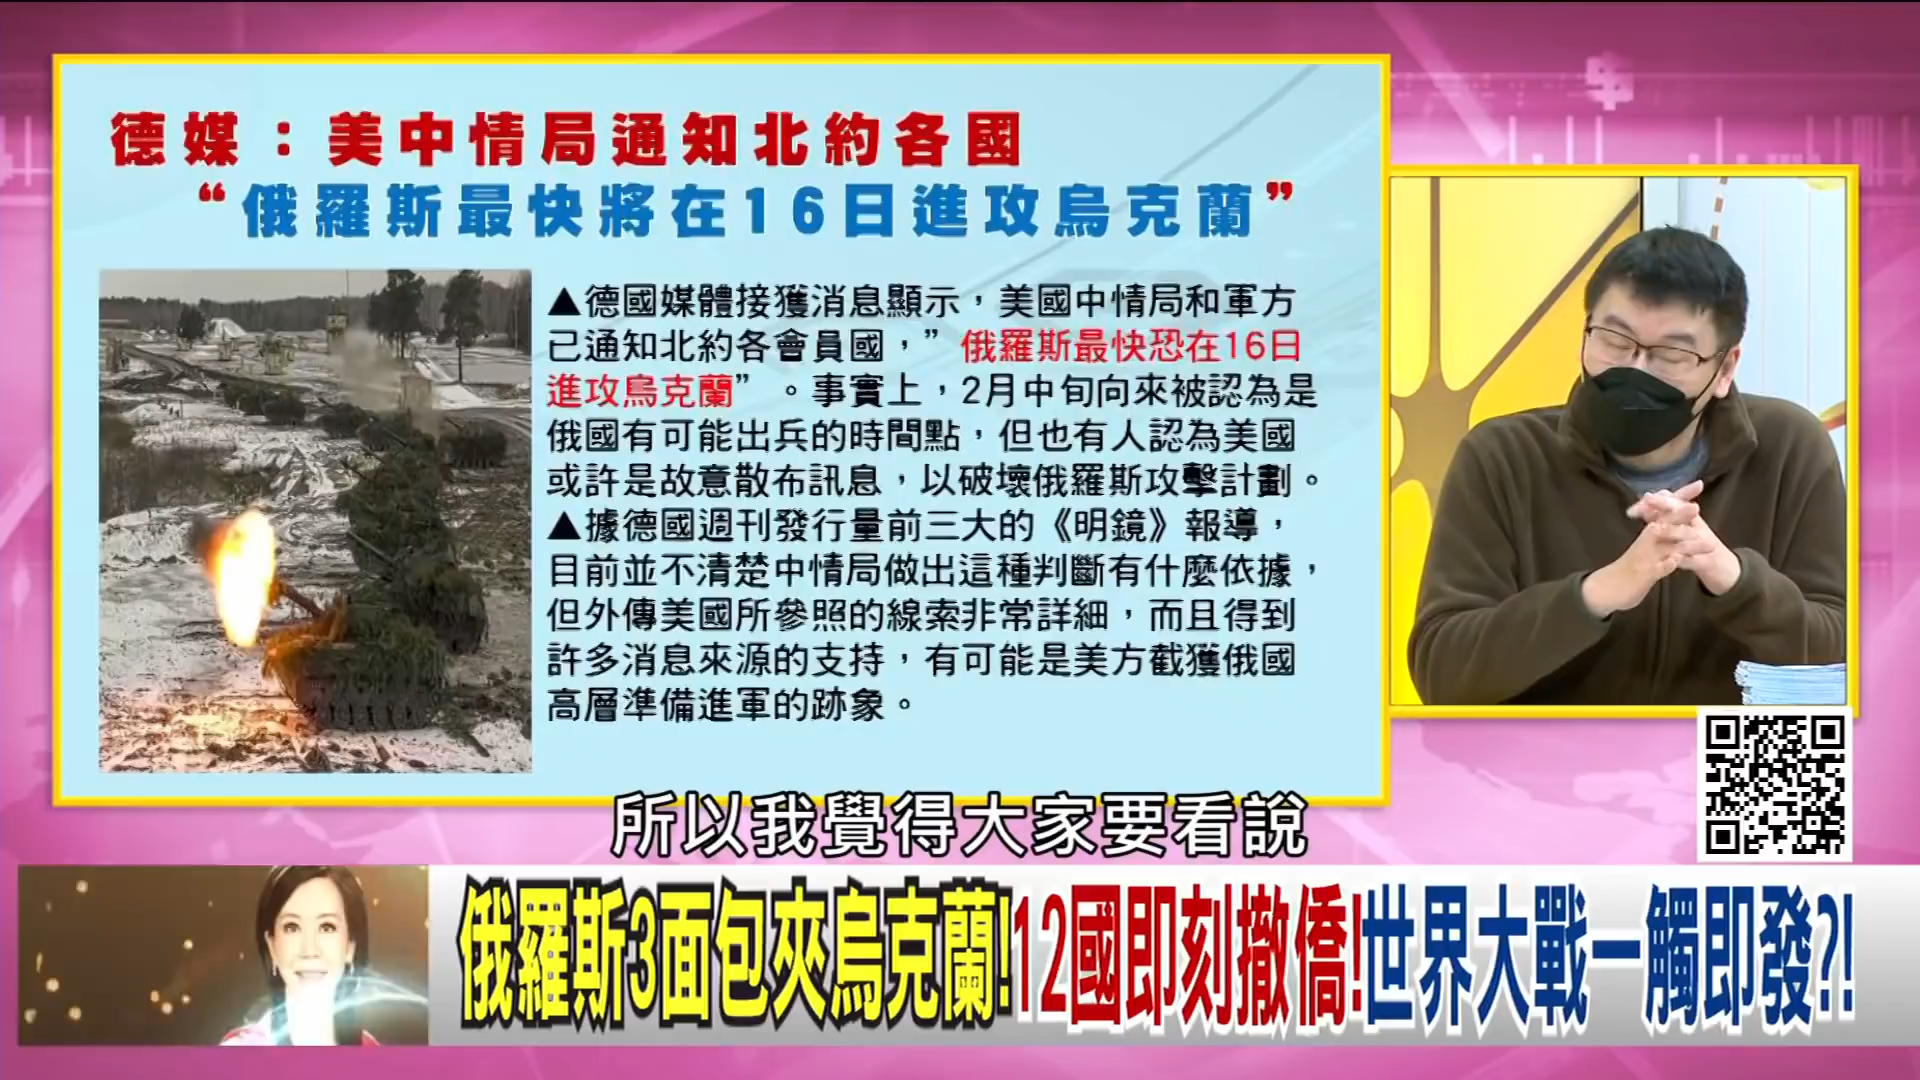 德媒：美中情局通知北約各國
“俄羅斯最快將在16日進攻烏克蘭”
▲德國媒體接獲消息顯示，美國中情局和軍方
已通知北約各會員國，”俄羅斯最快恐在16日
進攻烏克蘭”。事實上，2月中旬向來被認為是
俄國有可能出兵的時間點，但也有人認為美國
或許是故意散布訊息，以破壞俄羅斯攻擊計劃。
▲據德國週刊發行量前三大的《明鏡》報導，
目前並不清楚中情局做出這種判斷有什麼依據，
但外傳美國所參照的線索非常詳細，而且得到
許多消息來源的支持，有可能是美方截獲俄國
高層準備進軍的跡象。
所以我覺得大家要看說
俄羅斯3面包夾烏克蘭!12國即刻撤僑!世界大戰一觸即發?!